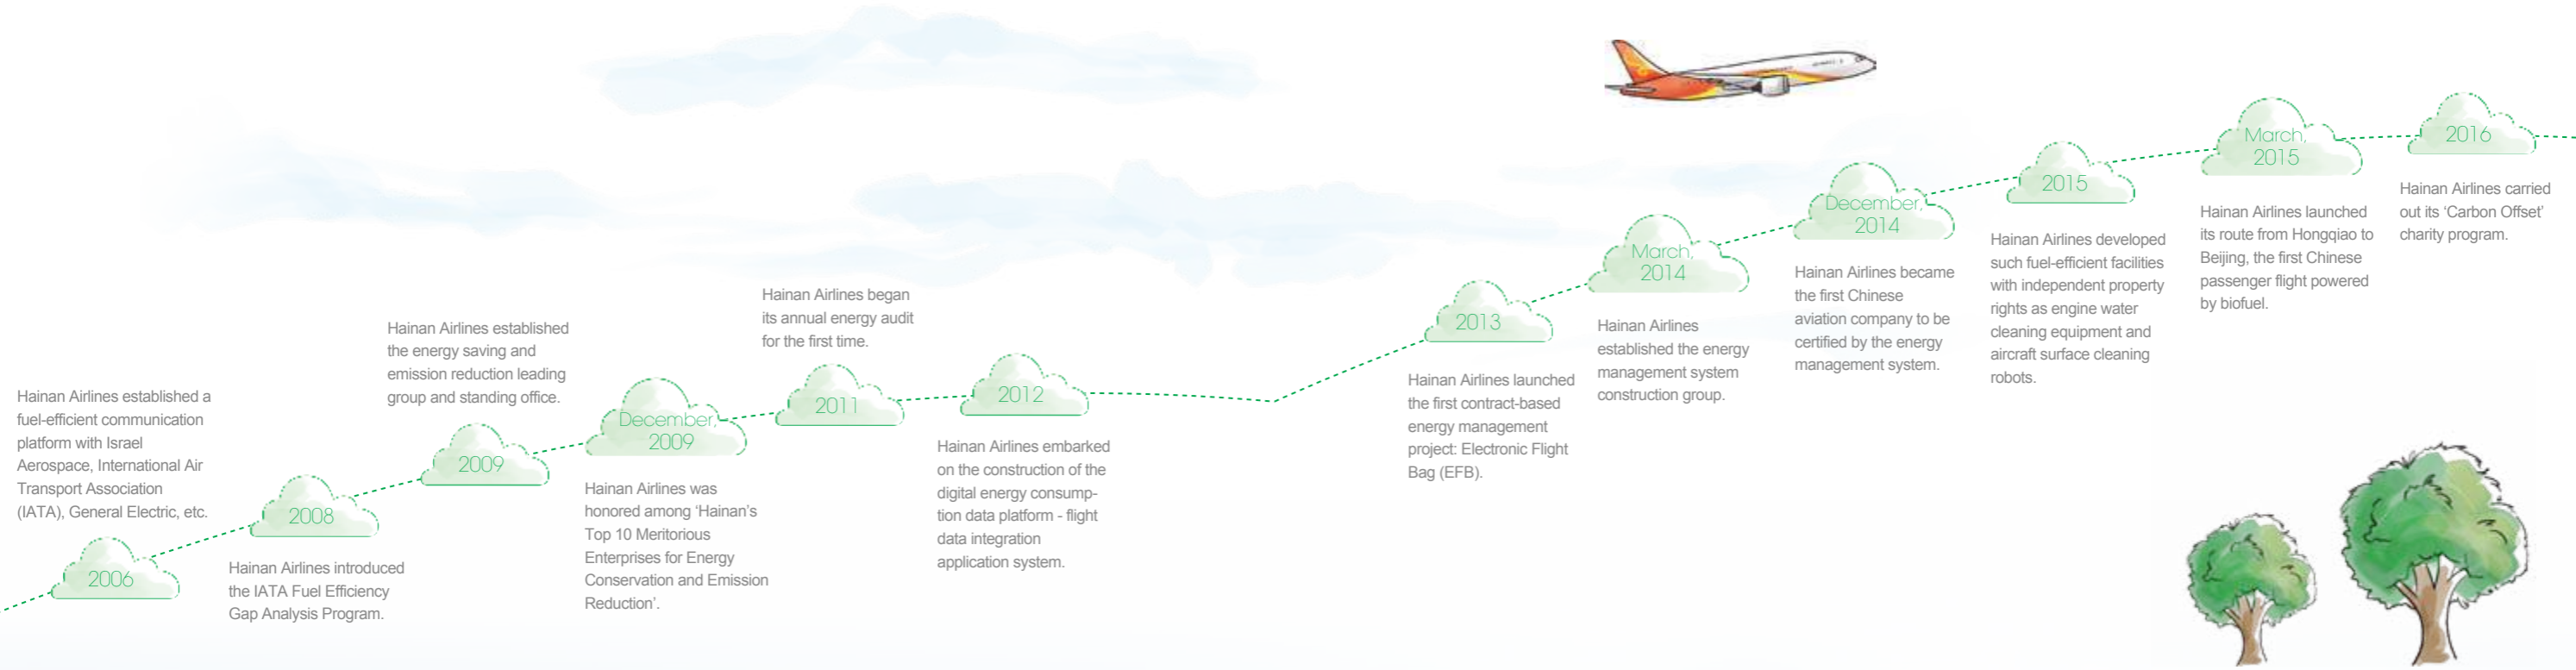 Hainan Airlines established a
fuel-efficient communication
platform with Israel
Aerospace, International Air
Transport Association
(IATA), General Electric, etc.
2006
2008
Hainan Airlines introduced
the IATA Fuel Efficiency
Gap Analysis Program.
Hainan Airlines established
the energy saving and
emission reduction leading
group and standing office.
2009
December,
2009
Hainan Airlines was
honored among ‘Hainan’s
Top 10 Meritorious
Enterprises for Energy
Conservation and Emission
Reduction’.
Hainan Airlines began
its annual energy audit
for the first time.
2011
2012
Hainan Airlines embarked
on the construction of the
digital energy consump-
tion data platform - flight
data integration
application system.
2013
Hainan Airlines launched
the first contract-based
energy management
project: Electronic Flight
Bag (EFB).
March,
2014
Hainan Airlines
established the energy
management system
construction group.
December,
2014
Hainan Airlines became
the first Chinese
aviation company to be
certified by the energy
management system.
2015
Hainan Airlines developed
such fuel-efficient facilities
with independent property
rights as engine water
cleaning equipment and
aircraft surface cleaning
robots.
March,
2015
Hainan Airlines launched
its route from Hongqiao to
Beijing, the first Chinese
passenger flight powered
by biofuel.
2016
Hainan Airlines carried
out its ‘Carbon Offset’
charity program.